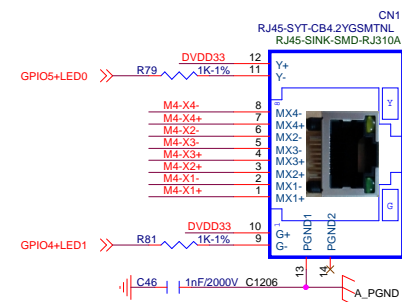 CN1
RJ45-SYT-CB4.2YGSMTNL
RJ45-SINK-SMD-RJ310A
DVDD33 12 Y+
GPIO5+LED0 R79 1K-1% 11 Y-
M4-X4- 8 MX4-
M4-X4+ 7 MX4+
M4-X2- 6 MX2-
M4-X3- 5 MX3-
M4-X3+ 4 MX3+
M4-X2+ 3 MX2+
M4-X1- 2 MX1-
M4-X1+ 1 MX1+
Y
G
DVDD33 10 G+
GPIO4+LED1 R81 1K-1% 9 G-
PGND1
PGND2
13
14
C46 1nF/2000V C1206
A_PGND